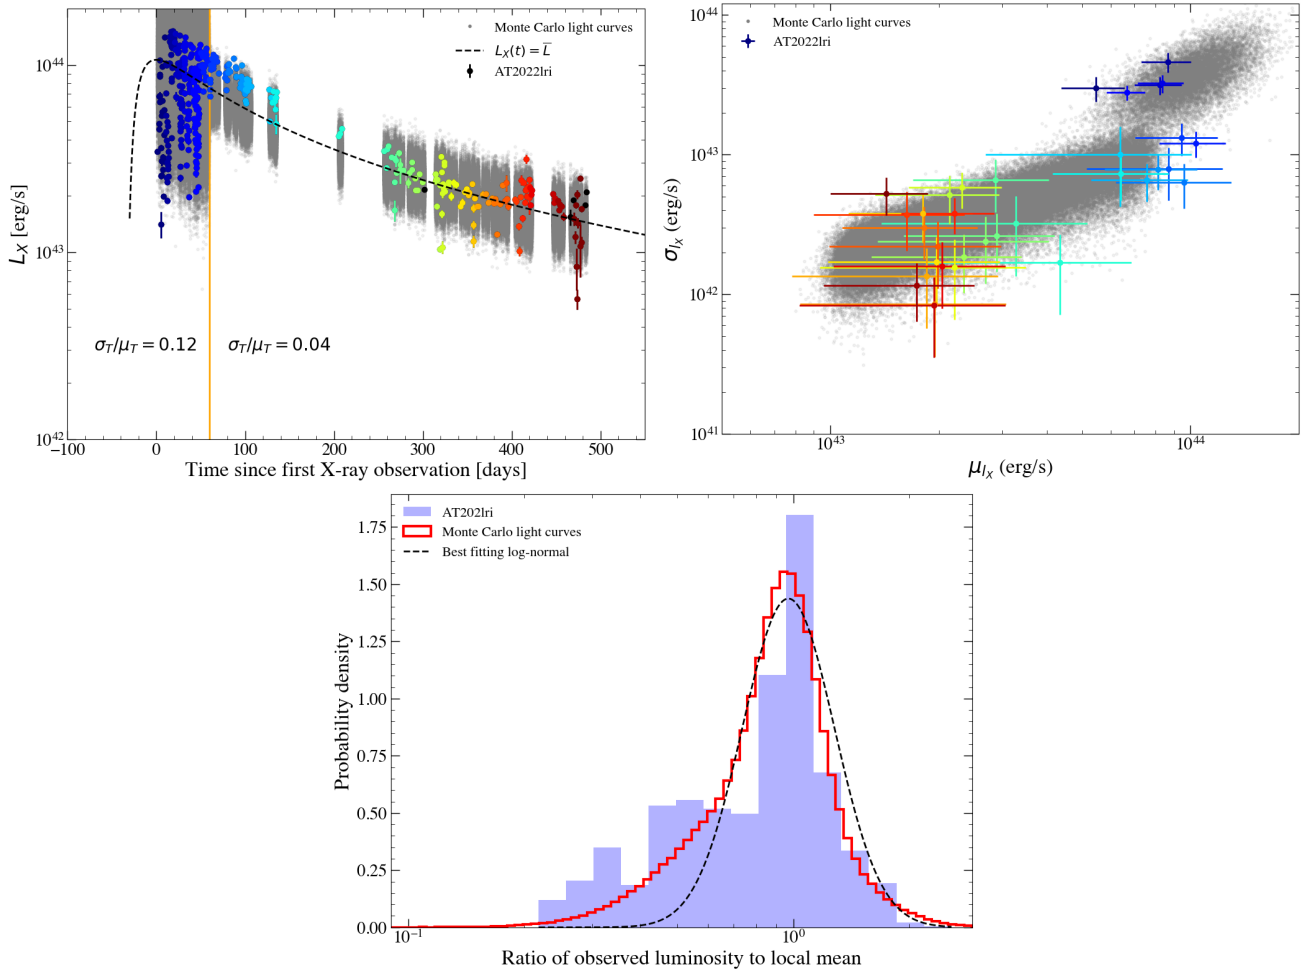 Monte Carlo light curves
L_X(t) = L̅
AT2022lri
10^44
10^43
10^42
L_X [erg/s]
σ_T/μ_T = 0.12
σ_T/μ_T = 0.04
−100 0 100 200 300 400 500
Time since first X-ray observation [days]
Monte Carlo light curves
AT2022lri
10^44
10^43
10^42
10^41
σ_{l_X} (erg/s)
10^43 10^44
μ_{l_X} (erg/s)
AT202lri
Monte Carlo light curves
Best fitting log-normal
1.75
1.50
1.25
1.00
0.75
0.50
0.25
0.00
Probability density
10^−1 10^0
Ratio of observed luminosity to local mean